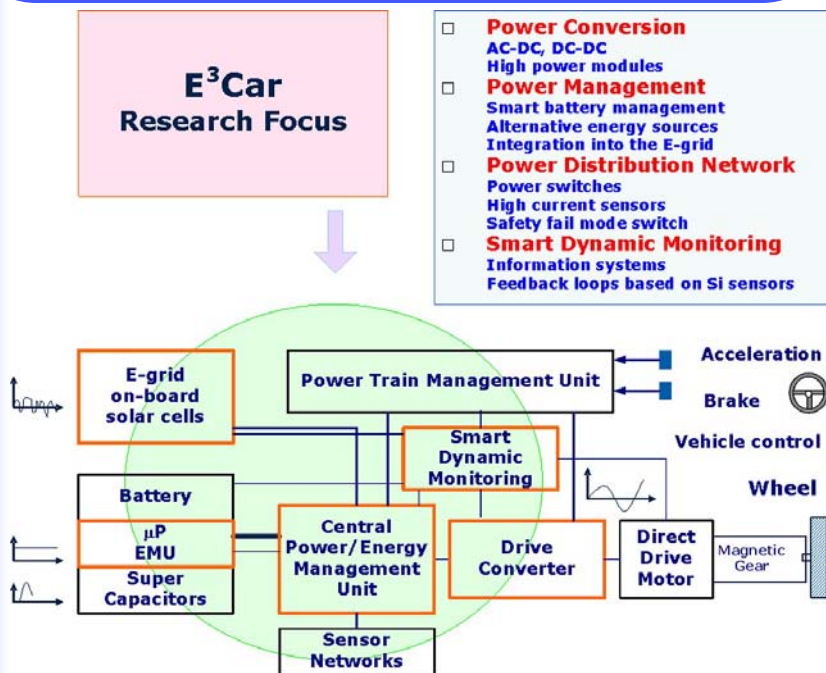 E³Car
Research Focus
□ Power Conversion
AC-DC, DC-DC
High power modules
□ Power Management
Smart battery management
Alternative energy sources
Integration into the E-grid
□ Power Distribution Network
Power switches
High current sensors
Safety fail mode switch
□ Smart Dynamic Monitoring
Information systems
Feedback loops based on Si sensors
E-grid
on-board
solar cells
Power Train Management Unit
Acceleration
Brake
Vehicle control
Wheel
Smart
Dynamic
Monitoring
Battery
μP
EMU
Super
Capacitors
Central
Power/Energy
Management
Unit
Drive
Converter
Direct
Drive
Motor
Magnetic
Gear
Sensor
Networks